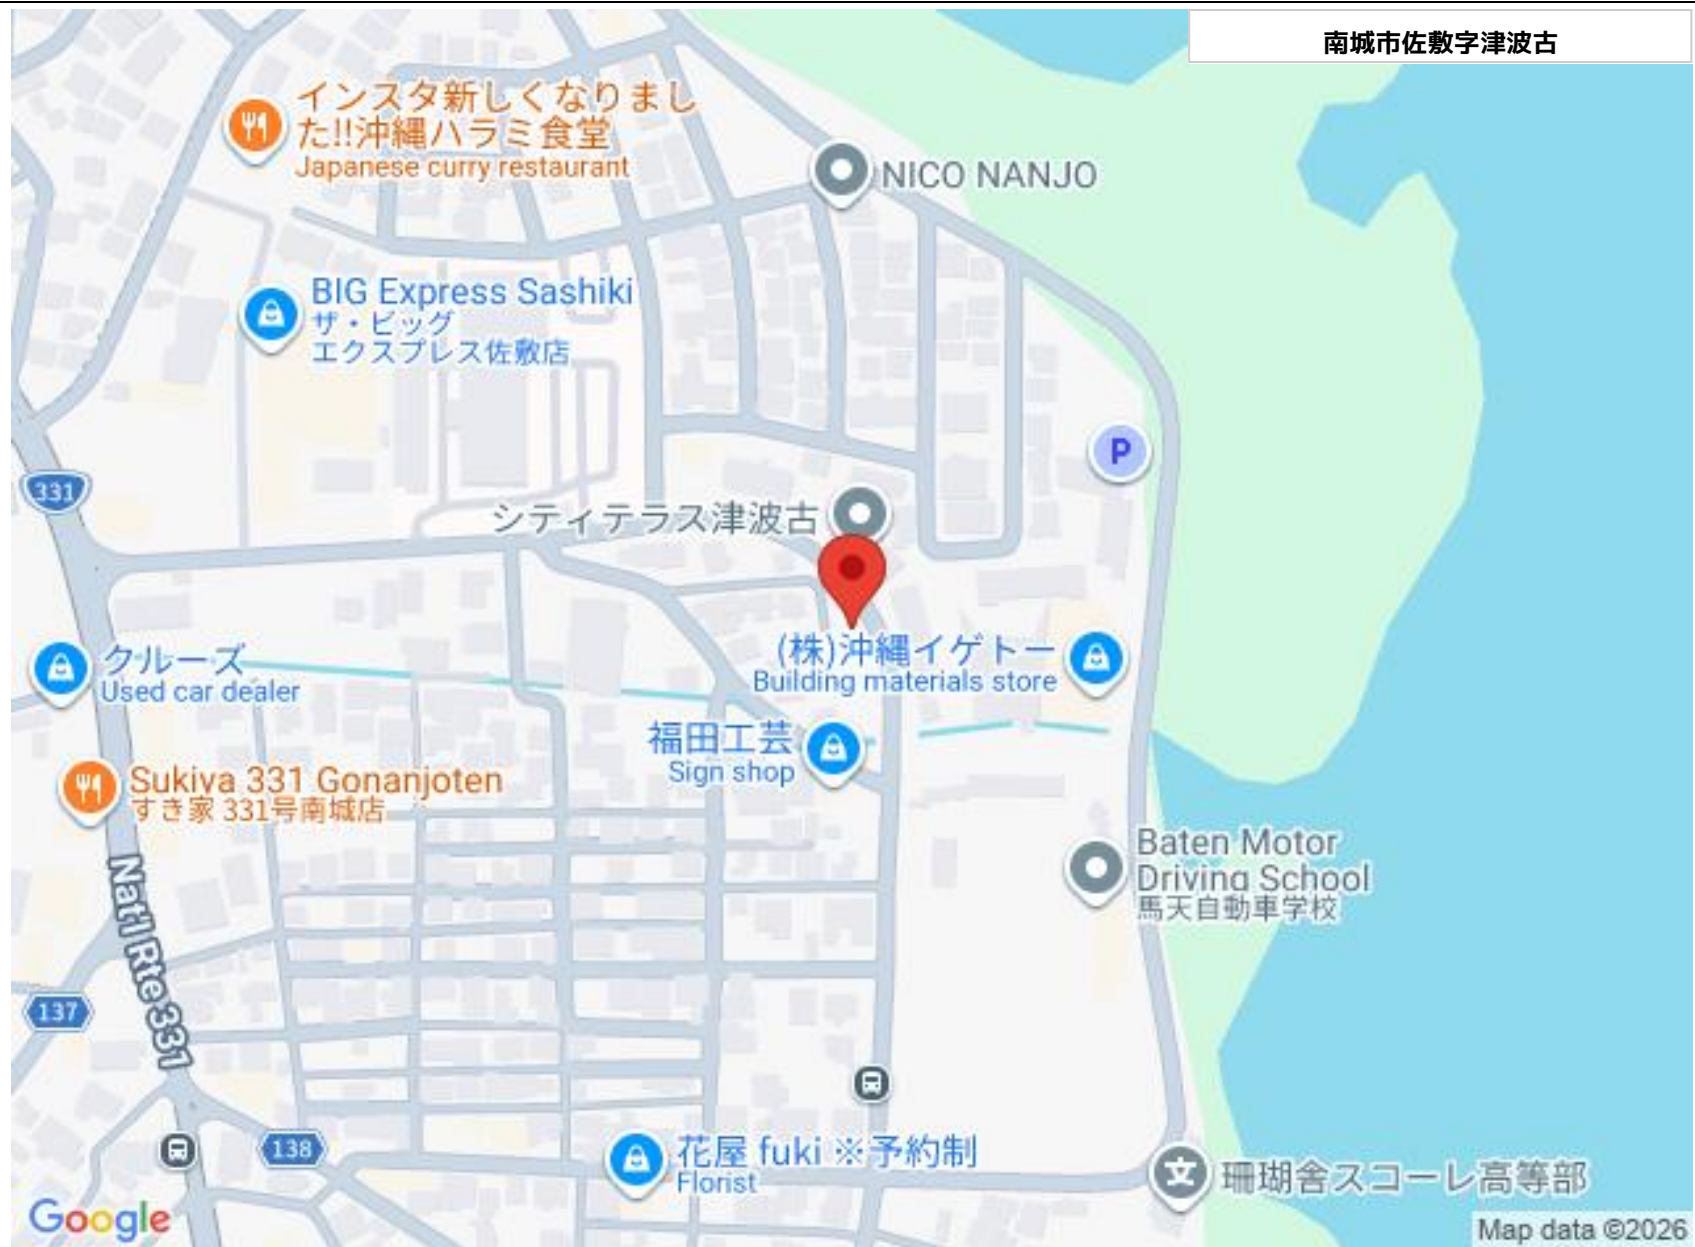 南城市佐敷字津波古
インスタ新しくなりまし
た!!沖縄ハラミ食堂
Japanese curry restaurant
NICO NANJO
BIG Express Sashiki
ザ・ビッグ
エクスプレス佐敷店
P
331
シティテラス津波古
クルーズ
Used car dealer
(株)沖縄イゲトー
Building materials store
福田工芸
Sign shop
Sukiya 331 Gonanjoten
すき家 331号南城店
Baten Motor
Driving School
馬天自動車学校
Nat'l Rte 331
137
138
花屋 fuki ※予約制
Florist
文
珊瑚舎スコーレ高等部
Google
Map data ©2026